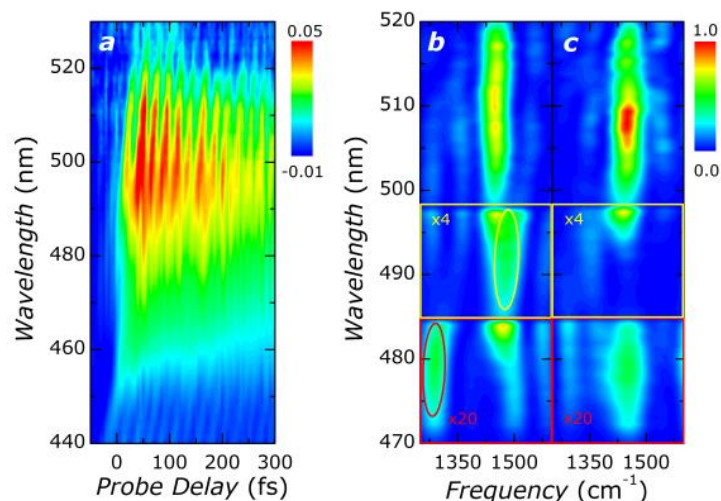 a
0.05
-0.01
Wavelength (nm)
520
500
480
460
440
0 100 200 300
Probe Delay (fs)
b c
1.0
0.0
Wavelength (nm)
520
510
500
x4 x4
490
480
x20 x20
470
1350 1500 1350 1500
Frequency (cm⁻¹)